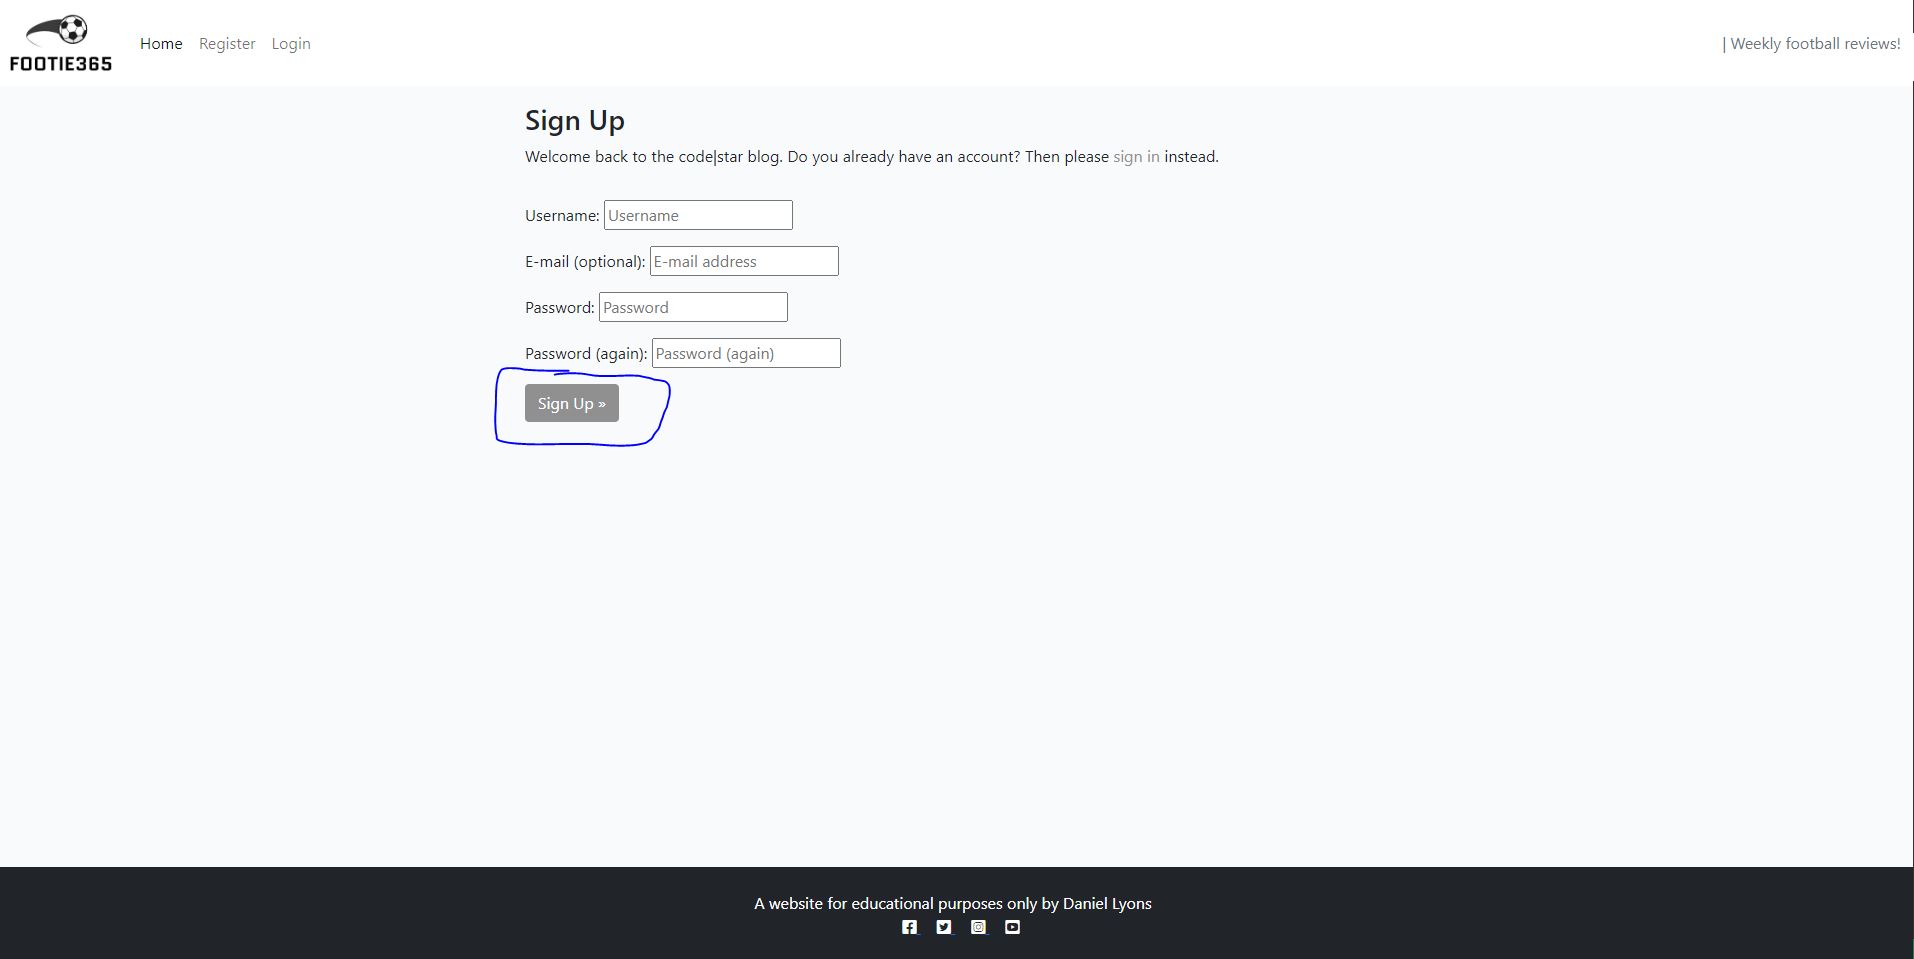 FOOTIE365
Home Register Login
| Weekly football reviews!
Sign Up
Welcome back to the code|star blog. Do you already have an account? Then please sign in instead.
Username: Username
E-mail (optional): E-mail address
Password: Password
Password (again): Password (again)
Sign Up »
A website for educational purposes only by Daniel Lyons